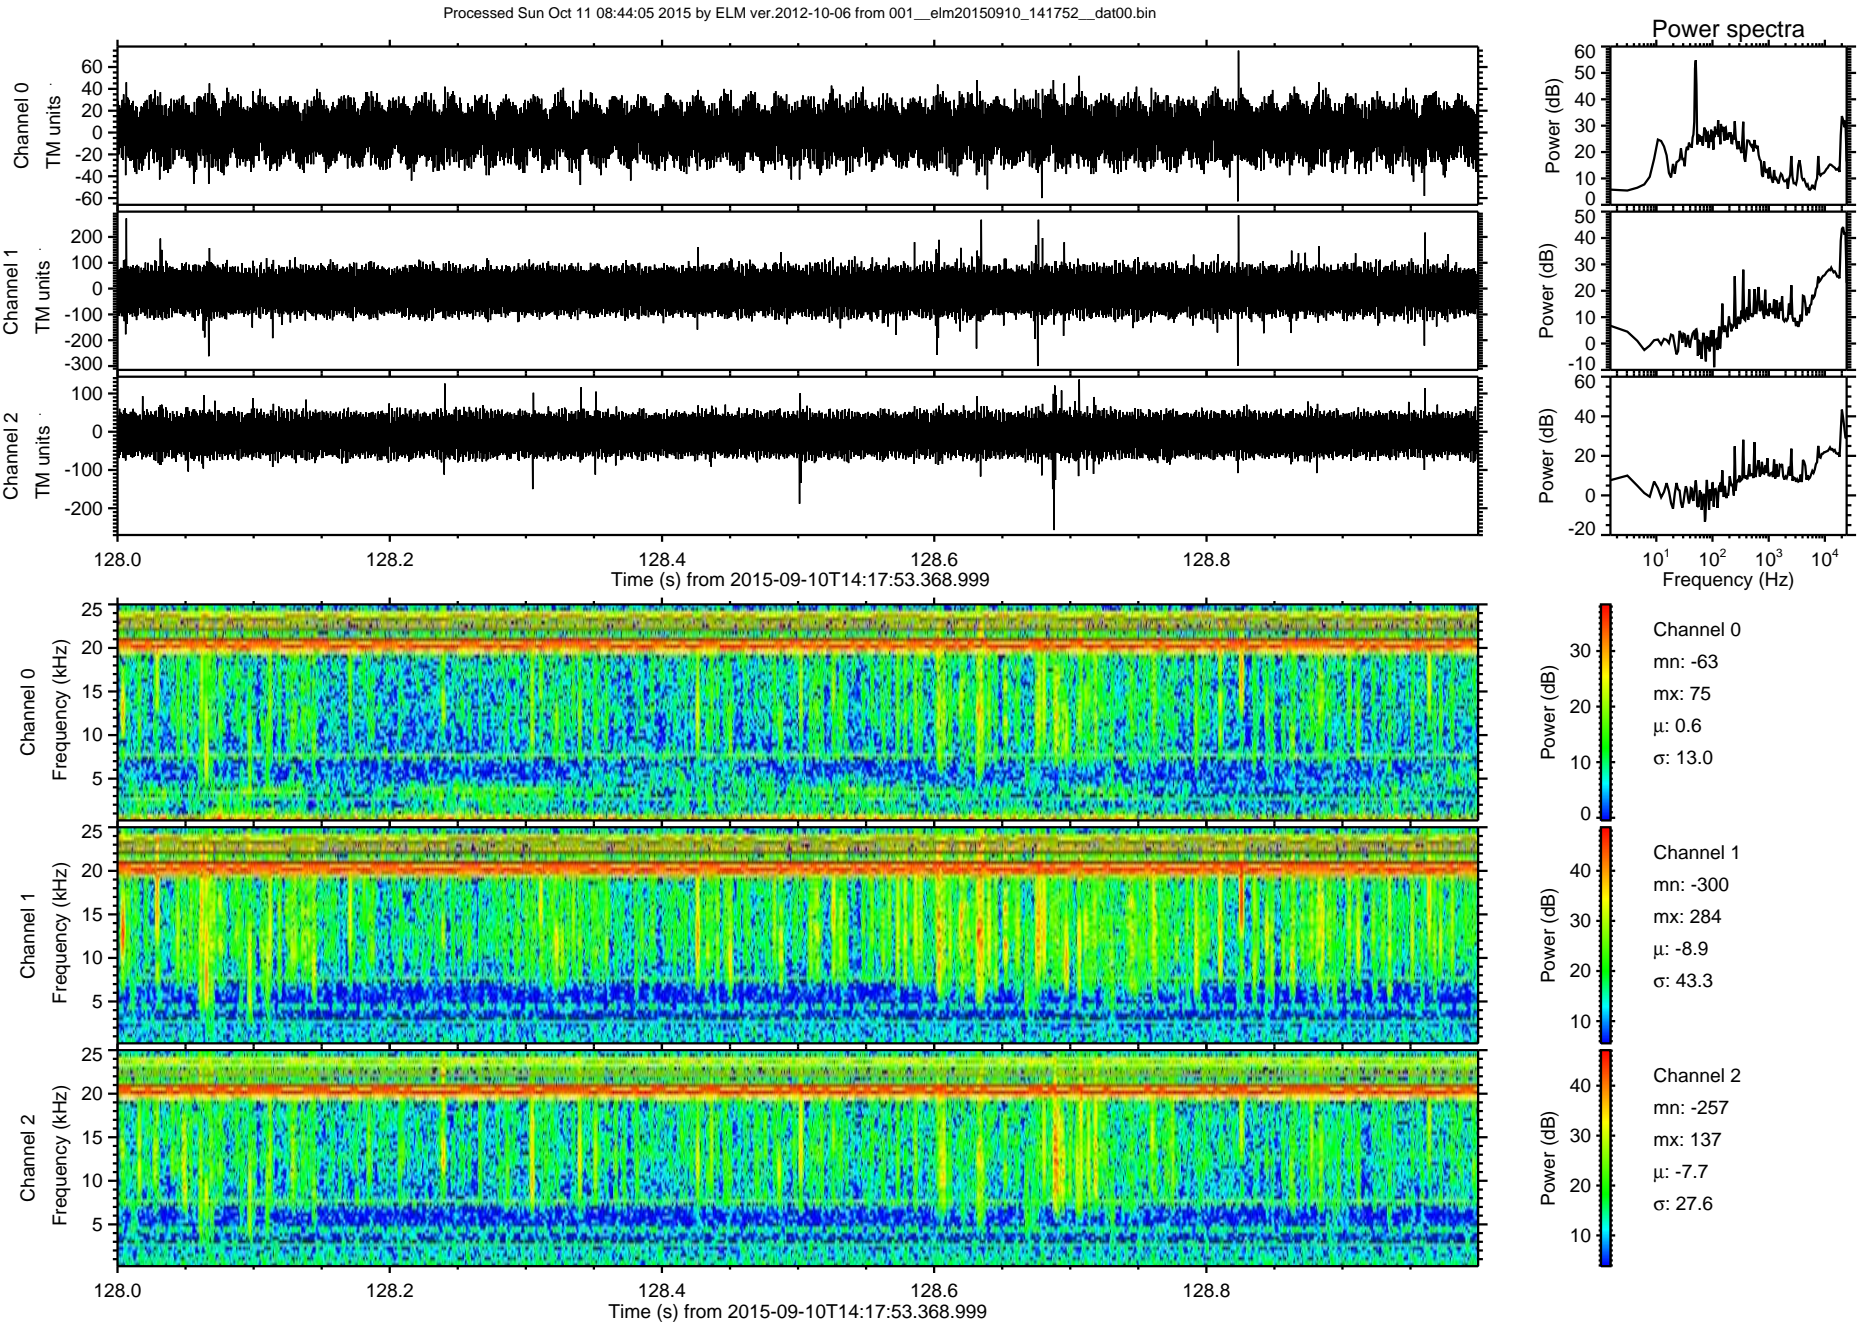 Processed Sun Oct 11 08:44:05 2015 by ELM ver.2012-10-06 from 001__elm20150910_141752__dat00.bin
Power spectra
Channel 0
TM units
60
40
20
0
-20
-40
-60
Power (dB)
60
50
40
30
20
10
0
Channel 1
TM units
200
100
0
-100
-200
-300
Power (dB)
50
40
30
20
10
0
-10
Channel 2
TM units
100
0
-100
-200
Power (dB)
60
40
20
0
-20
128.0 128.2 128.4 128.6 128.8
Time (s) from 2015-09-10T14:17:53.368.999
10^1 10^2 10^3 10^4
Frequency (Hz)
Channel 0
Frequency (kHz)
25
20
15
10
5
Power (dB)
30
20
10
0
Channel 0
mn: -63
mx: 75
μ: 0.6
σ: 13.0
Channel 1
Frequency (kHz)
25
20
15
10
5
Power (dB)
40
30
20
10
Channel 1
mn: -300
mx: 284
μ: -8.9
σ: 43.3
Channel 2
Frequency (kHz)
25
20
15
10
5
Power (dB)
40
30
20
10
Channel 2
mn: -257
mx: 137
μ: -7.7
σ: 27.6
128.0 128.2 128.4 128.6 128.8
Time (s) from 2015-09-10T14:17:53.368.999